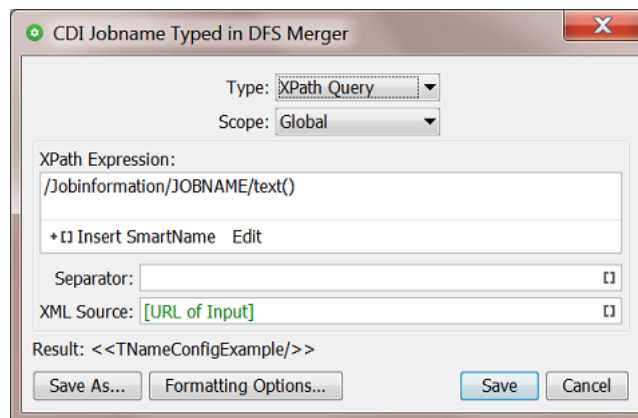 CDI Jobname Typed in DFS Merger
Type: XPath Query
Scope: Global
XPath Expression:
/Jobinformation/JOBNAME/text()
+[] Insert SmartName Edit
Separator: []
XML Source: [URL of Input] []
Result: <<TNameConfigExample/>>
Save As... Formatting Options... Save Cancel